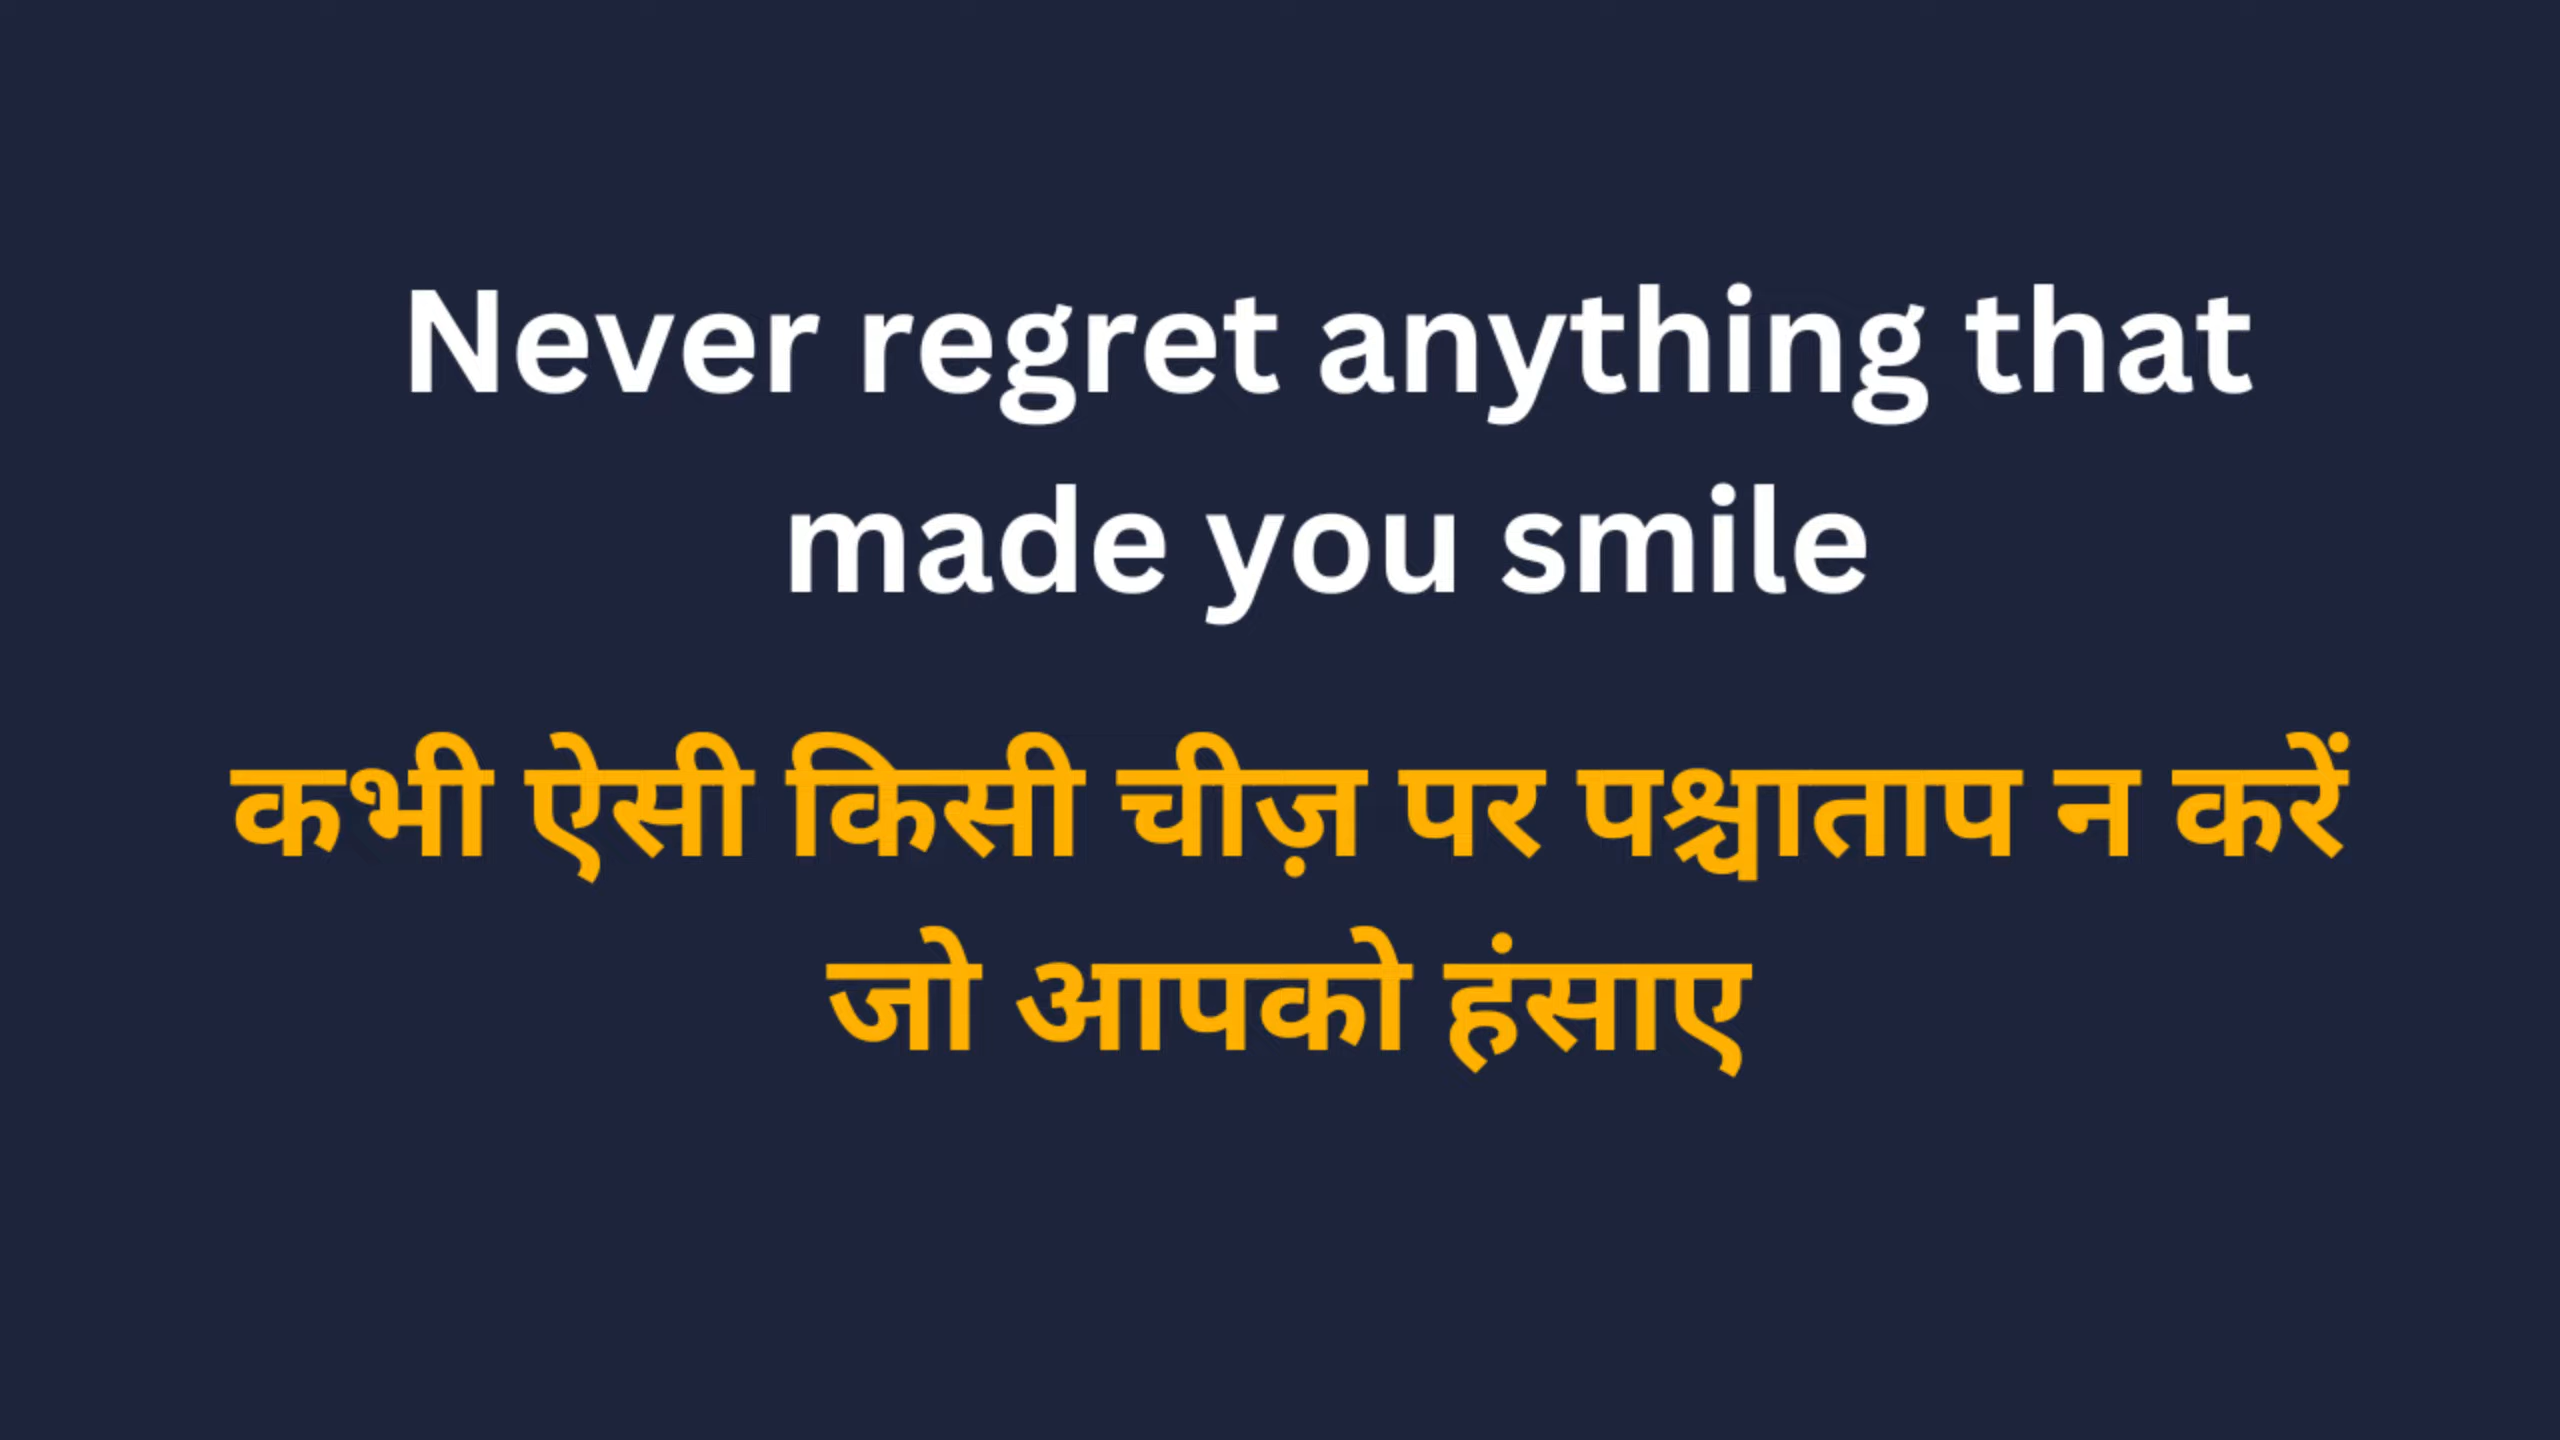 Never regret anything that
made you smile
कभी ऐसी किसी चीज़ पर पश्चाताप न करें
जो आपको हंसाए